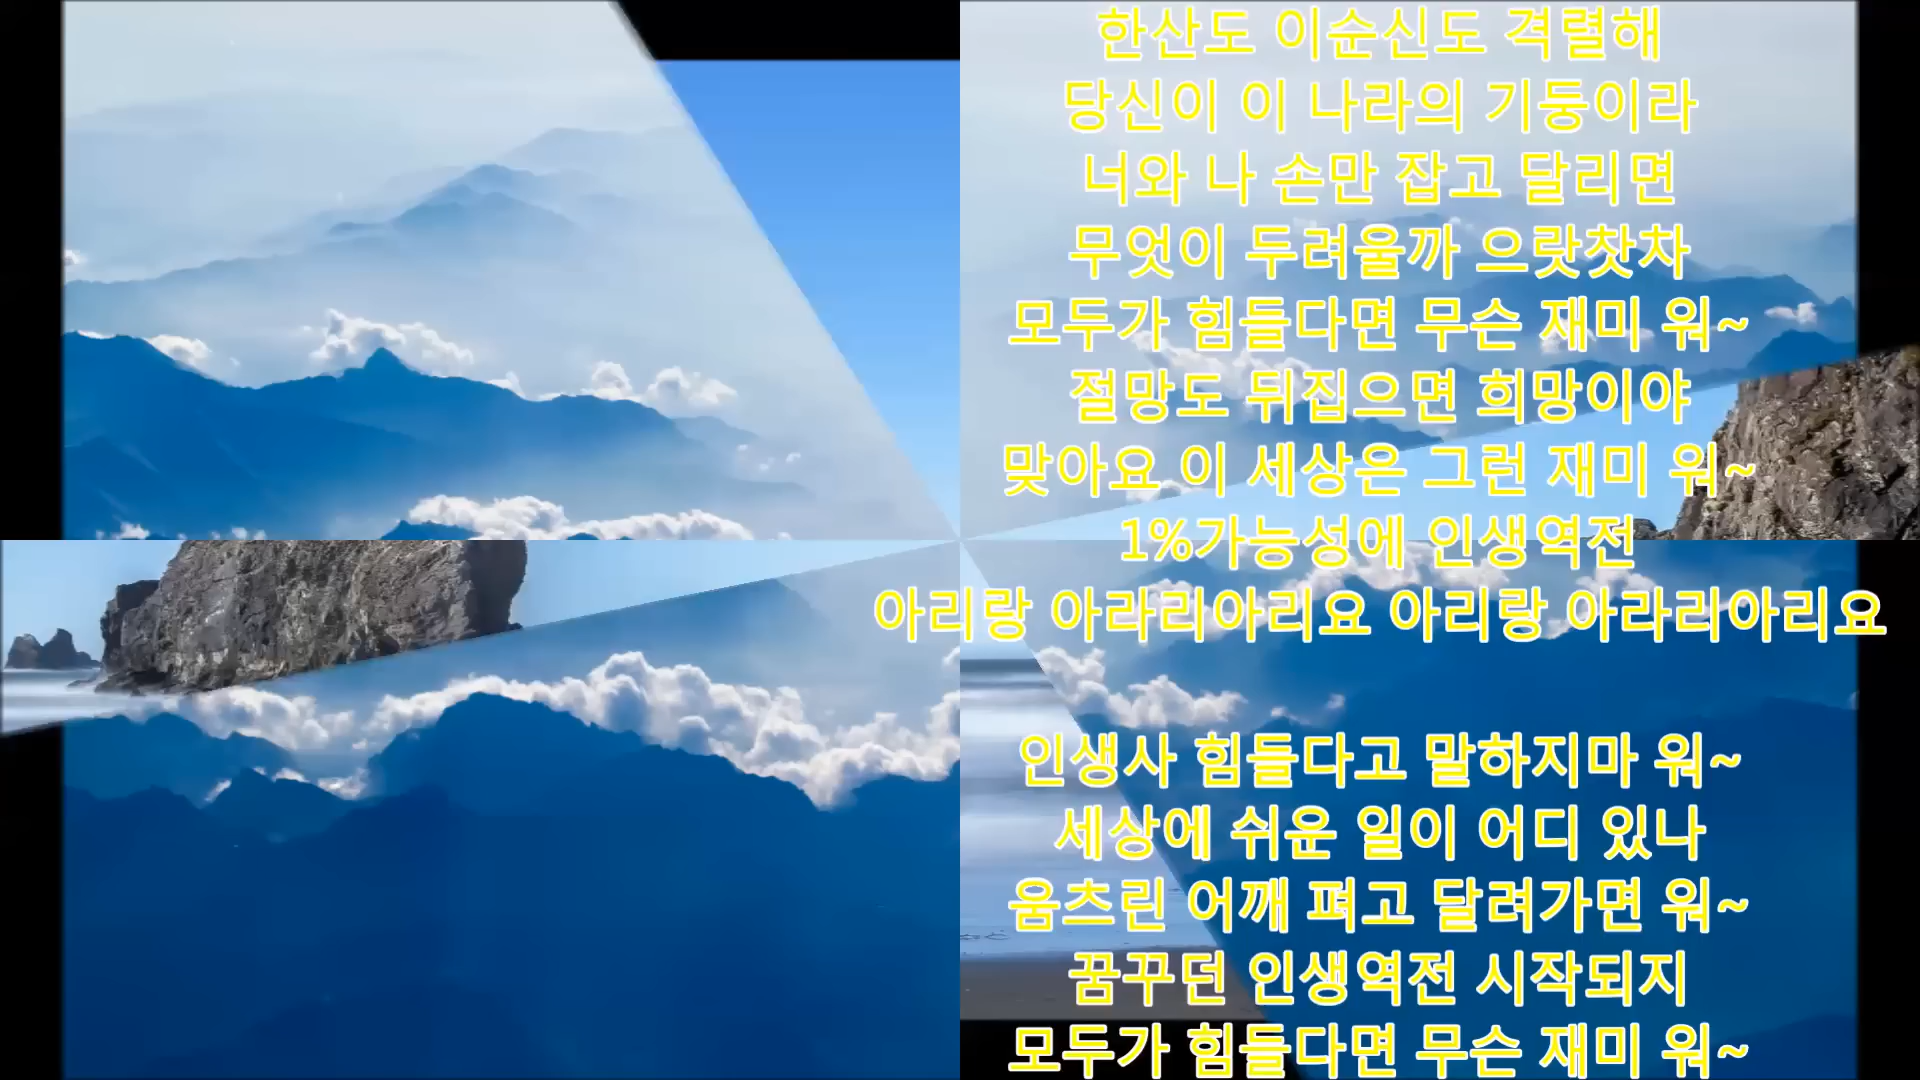 한산도 이순신도 격렬해
당신이 이 나라의 기둥이라
너와 나 손만 잡고 달리면
무엇이 두려울까 으랏찻차
모두가 힘들다면 무슨 재미 워~
절망도 뒤집으면 희망이야
맞아요 이 세상은 그런 재미 워~
1%가능성에 인생역전
아리랑 아라리아리요 아리랑 아라리아리요
인생사 힘들다고 말하지마 워~
세상에 쉬운 일이 어디 있나
움츠린 어깨 펴고 달려가면 워~
꿈꾸던 인생역전 시작되지
모두가 힘들다면 무슨 재미 워~